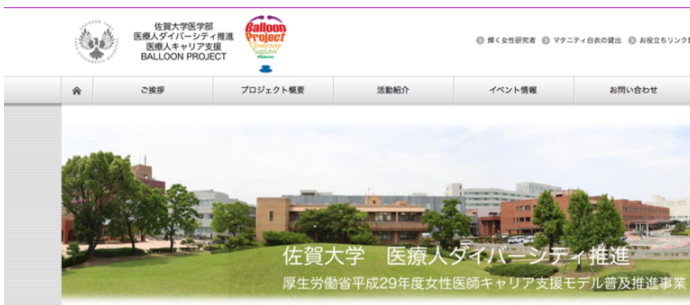 佐賀大学医学部
医療人ダイバーシティ推進
医療人キャリア支援
BALLOON PROJECT
Balloon
Project
輝く女性研究者
マタニティ白衣の貸出
お役立ちリンク
ご挨拶
プロジェクト概要
活動紹介
イベント情報
お問い合わせ
佐賀大学 医療人ダイバーシティ推進
厚生労働省平成29年度女性医師キャリア支援モデル普及推進事業